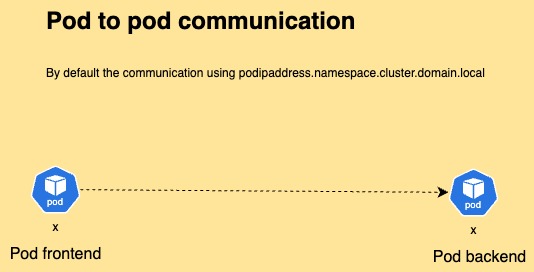 Pod to pod communication
By default the communication using podipaddress.namespace.cluster.domain.local
pod
pod
x
x
Pod frontend
Pod backend